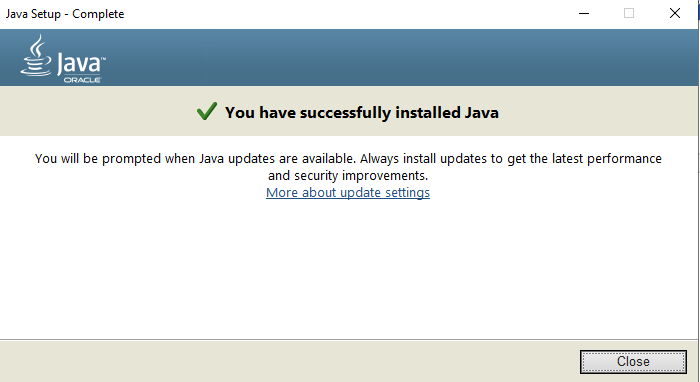 Java Setup - Complete
Java™
ORACLE
You have successfully installed Java
You will be prompted when Java updates are available. Always install updates to get the latest performance
and security improvements.
More about update settings
Close